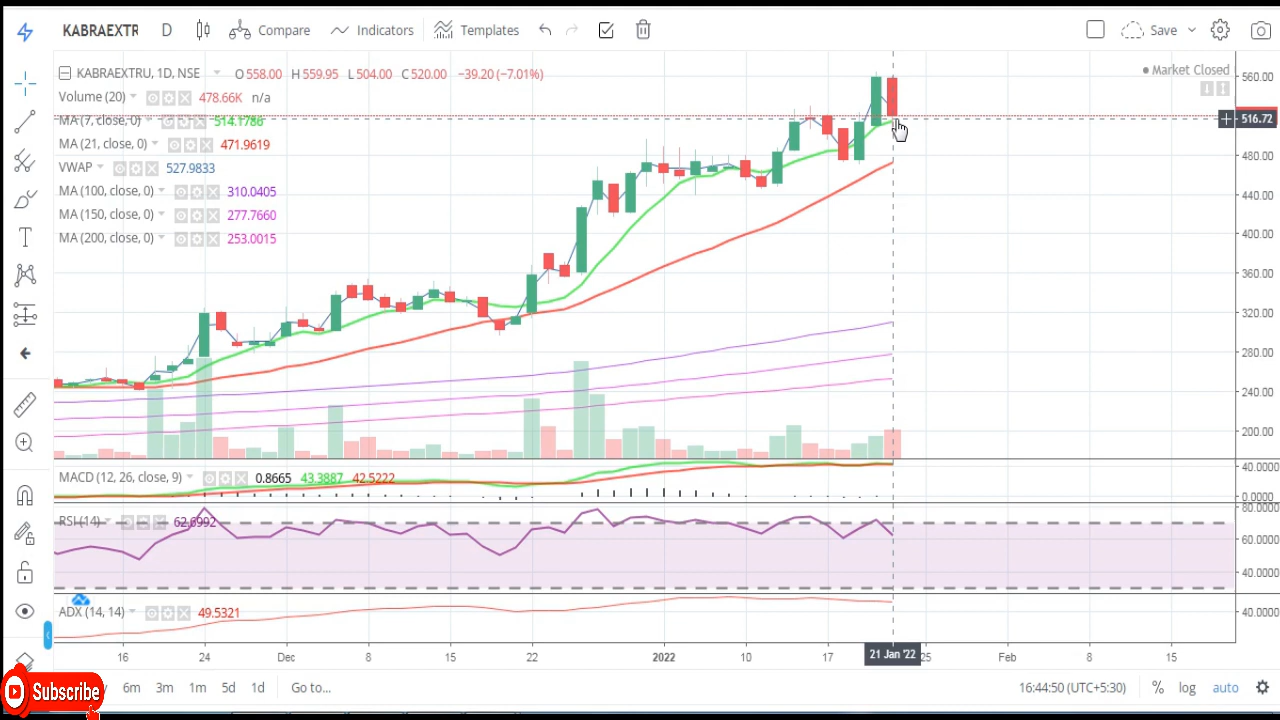 KABRAEXTR D Compare Indicators Templates Save
KABRAEXTRU, 1D, NSE O 558.00 H 559.95 L 504.00 C 520.00 −39.20 (−7.01%)
Market Closed
Volume (20) 478.66K n/a
MA (7, close, 0) 514.1786
MA (21, close, 0) 471.9619
VWAP 527.9833
MA (100, close, 0) 310.0405
MA (150, close, 0) 277.7660
MA (200, close, 0) 253.0015
560.00
516.72
480.00
440.00
400.00
360.00
320.00
280.00
240.00
200.00
MACD (12, 26, close, 9) 0.8665 43.3887 42.5222
40.0000
0.0000
RSI (14) 62.6992
80.0000
60.0000
40.0000
ADX (14, 14) 49.5321
40.0000
16 24 Dec 8 15 22 2022 10 17 21 Jan '22 25 Feb 8 15
6m 3m 1m 5d 1d Go to... 16:44:50 (UTC+5:30) % log auto
Subscribe